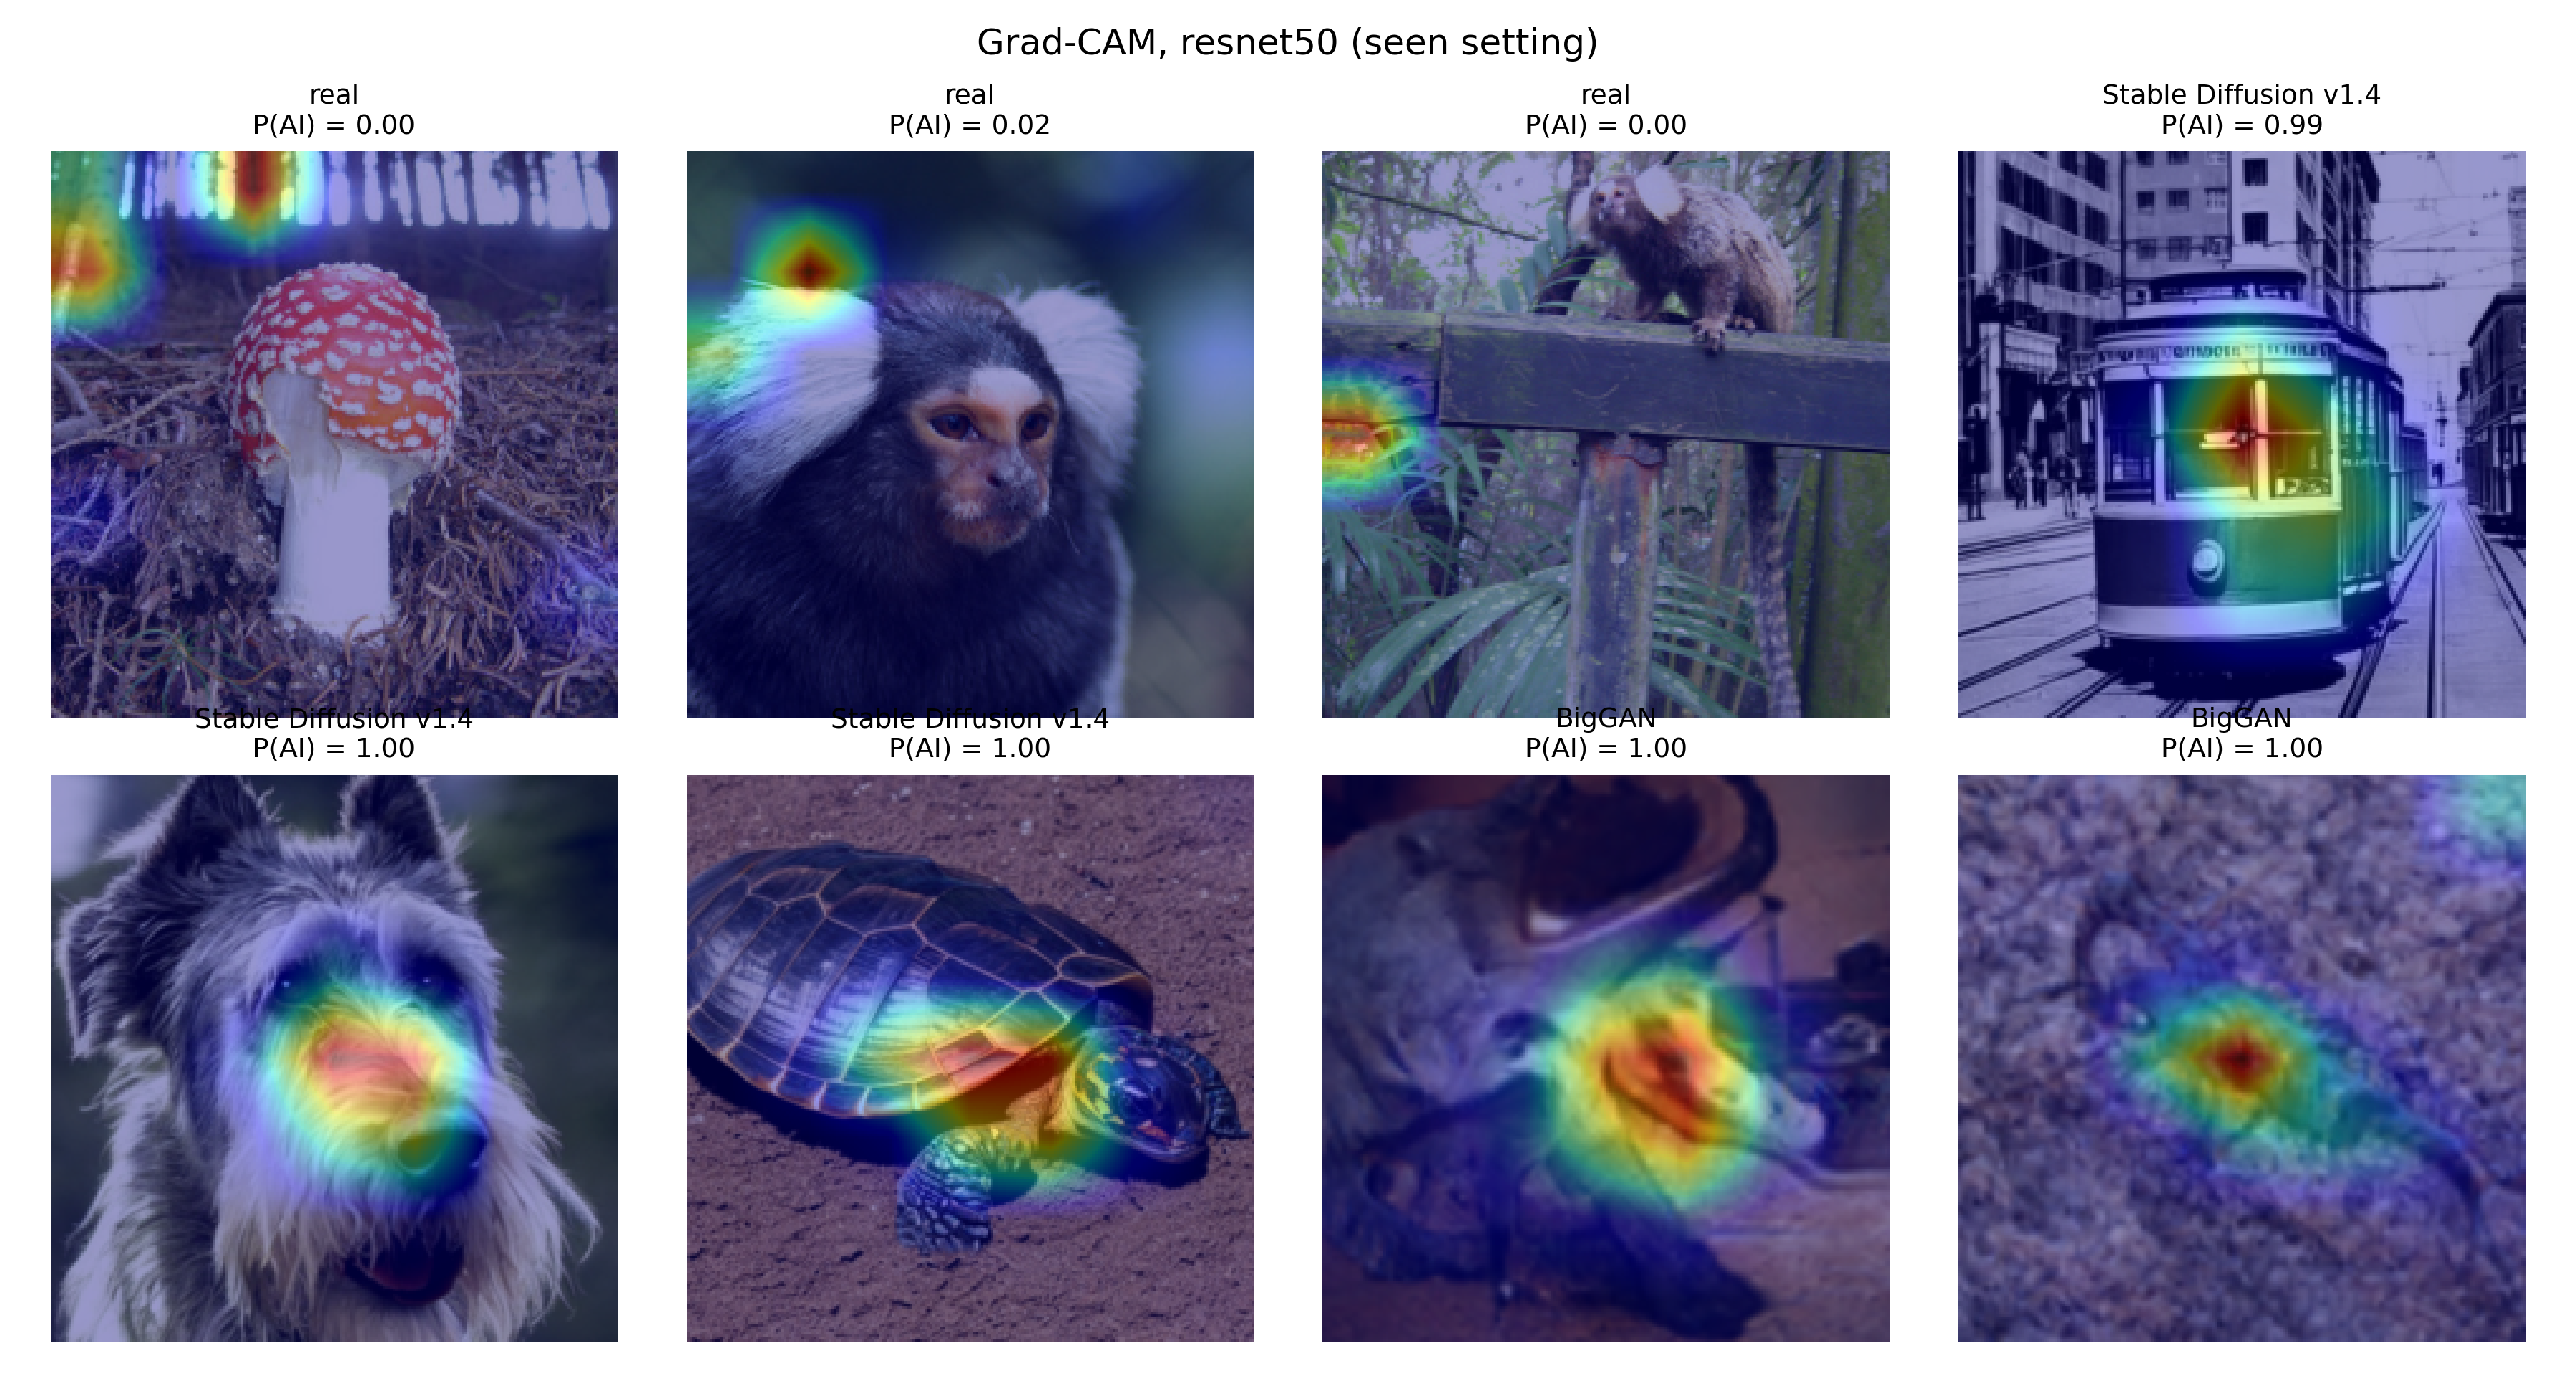 Grad-CAM, resnet50 (seen setting)
real
P(AI) = 0.00
real
P(AI) = 0.02
real
P(AI) = 0.00
Stable Diffusion v1.4
P(AI) = 0.99
Stable Diffusion v1.4
P(AI) = 1.00
Stable Diffusion v1.4
P(AI) = 1.00
BigGAN
P(AI) = 1.00
BigGAN
P(AI) = 1.00